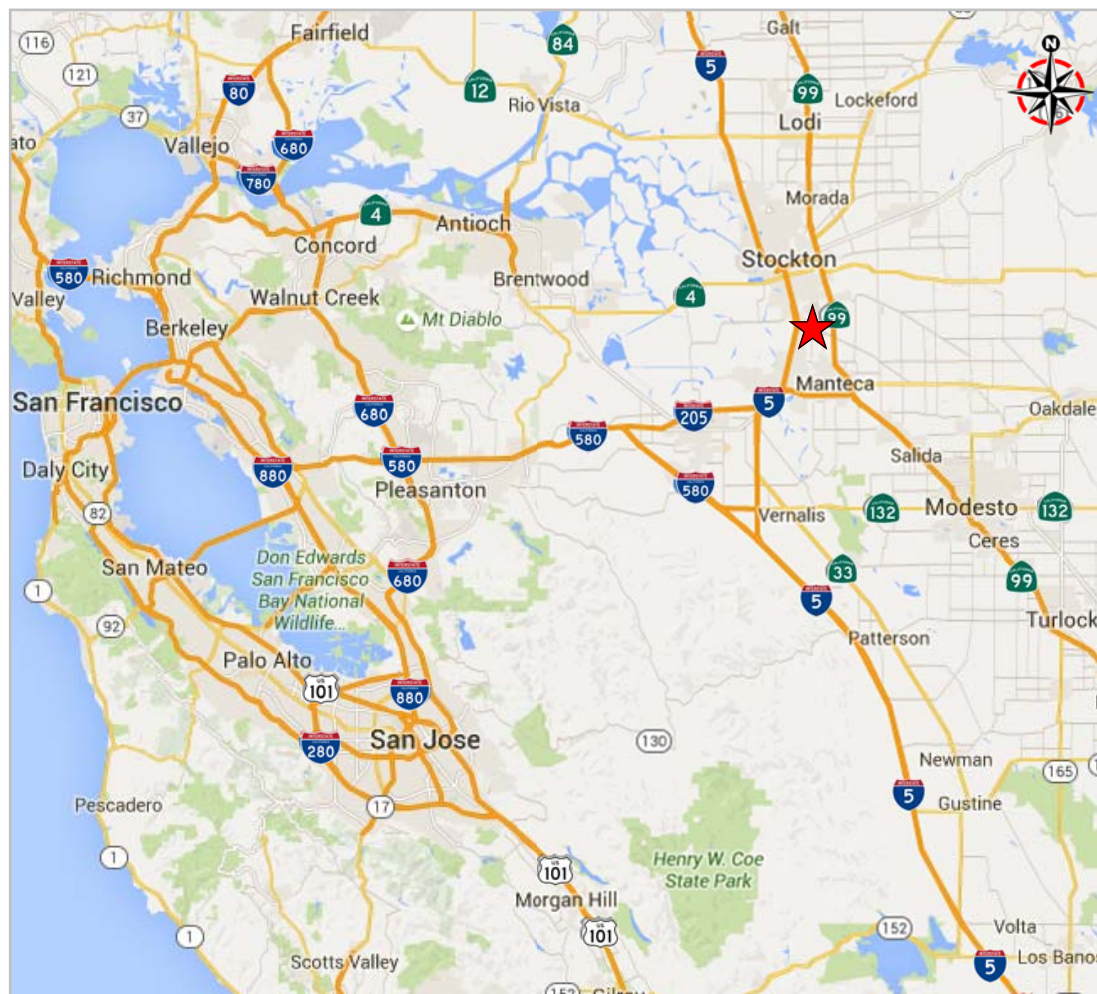 Fairfield
Galt
116
84
5
N
121
80
12
99
Rio Vista
Lockeford
37
Lodi
Vallejo
680
780
4
Morada
Antioch
Concord
Stockton
580
Richmond
Brentwood
Valley
Walnut Creek
4
Mt Diablo
99
Berkeley
Manteca
San Francisco
680
205
5
Oakdale
580
Daly City
880
580
Salida
Pleasanton
580
82
Modesto
132
132
Vernalis
Ceres
Don Edwards
San Francisco
Bay National
Wildlife...
San Mateo
680
33
99
1
5
92
Turlock
Patterson
Palo Alto
101
880
280
San Jose
130
Newman
165
5
Gustine
Pescadero
17
1
Henry W. Coe
State Park
101
Morgan Hill
101
1
152
Volta
Scotts Valley
5
Los Banos
152
Gilroy